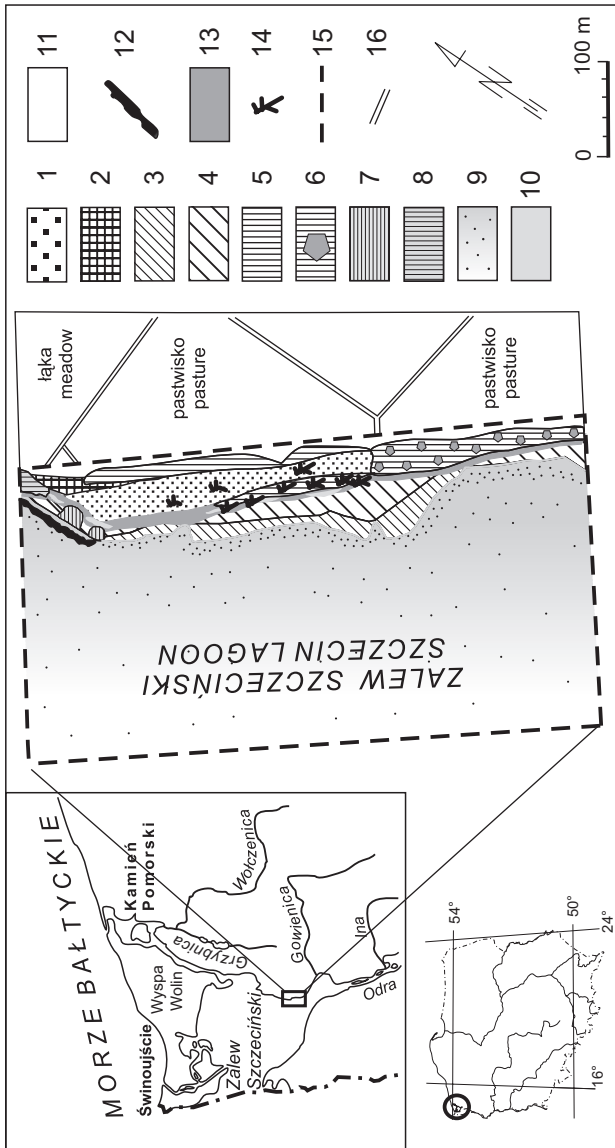 MORZE BAŁTYCKIE
Kamień
Pomorski
Świnoujście
Wyspa
Wolin
Grzybnica
Wołczenica
Zalew
Szczeciński
Gowienica
Ina
Odra
54°
50°
16°
24°
ZALEW SZCZECIŃSKI
SZCZECIN LAGOON
łąka
meadow
pastwisko
pasture
pastwisko
pasture
1
2
3
4
5
6
7
8
9
10
11
12
13
14
15
16
0 100 m